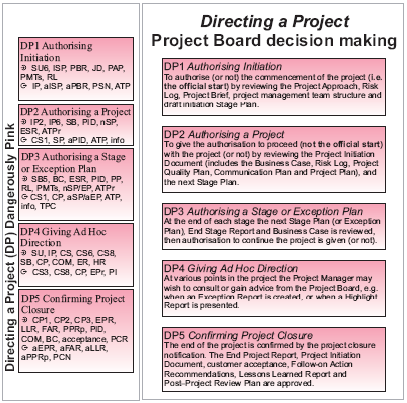 Directing a Project (DP) Dangerously Pink
DP1 Authorising
Initiation
SU6, ISP, PBR, JD, PAP,
PMTs, RL
IP, aISP, aPBR, PSN, ATP
DP2 Authorising a Project
IP2, IP6, SB, PID, nSP,
ESR, ATPr
CS1, SP, aPID, ATP, info
DP3 Authorising a Stage
or Exception Plan
SB5, BC, ESR, PID, PP,
RL, IPMTs, nSP/EP, ATPr
CS1, CP, aSP/aEP, ATP,
info, TPC
DP4 Giving Ad Hoc
Direction
SU, IP, CS, CS6, CS8,
SB, CP, COM, ER, HR
CS3, CS8, CP, EPr, PI
DP5 Confirming Project
Closure
CP1, CP2, CP3, EPR,
LLR, FAR, PPRp, PID,
COM, BC, acceptance, PCR
aEPR, aFAR, aLLR,
aPPRp, PCN
Directing a Project
Project Board decision making
DP1 Authorising Initiation
To authorise (or not) the commencement of the project (i.e.
the official start) by reviewing the Project Approach, Risk
Log, Project Brief, project management team structure and
draft Initiation Stage Plan.
DP2 Authorising a Project
To give the authorisation to proceed (not the official start)
with the project (or not) by reviewing the Project Initiation
Document (includes the Business Case, Risk Log, Project
Quality Plan, Communication Plan and Project Plan), and
the next Stage Plan.
DP3 Authorising a Stage or Exception Plan
At the end of each stage the next Stage Plan (or Exception
Plan), End Stage Report and Business Case is reviewed,
then authorisation to continue the project is given (or not).
DP4 Giving Ad Hoc Direction
At various points in the project the Project Manager may
wish to consult or gain advice from the Project Board, e.g.
when an Exception Report is created, or when a Highlight
Report is presented.
DP5 Confirming Project Closure
The end of the project is confirmed by the project closure
notification. The End Project Report, Project Initiation
Document, customer acceptance, Follow-on Action
Recommendations, Lessons Learned Report and
Post-Project Review Plan are approved.